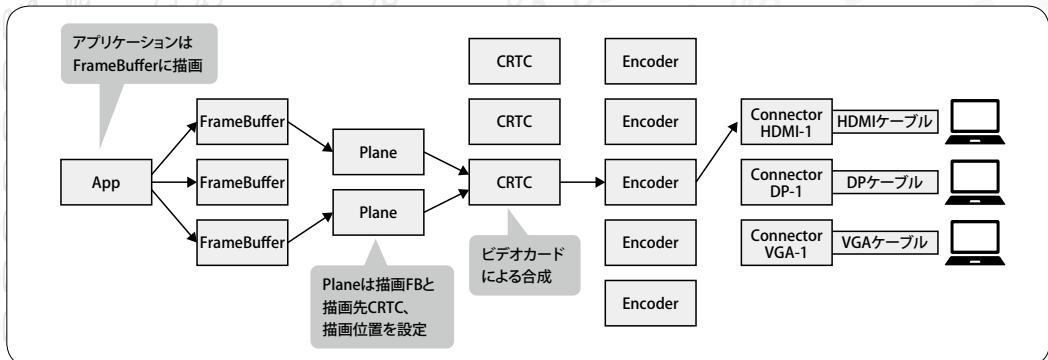 アプリケーションは
FrameBufferに描画
App
FrameBuffer
FrameBuffer
FrameBuffer
Plane
Plane
Planeは描画FBと
描画先CRTC、
描画位置を設定
CRTC
CRTC
CRTC
ビデオカード
による合成
Encoder
Encoder
Encoder
Encoder
Encoder
Connector
HDMI-1
HDMIケーブル
Connector
DP-1
DPケーブル
Connector
VGA-1
VGAケーブル